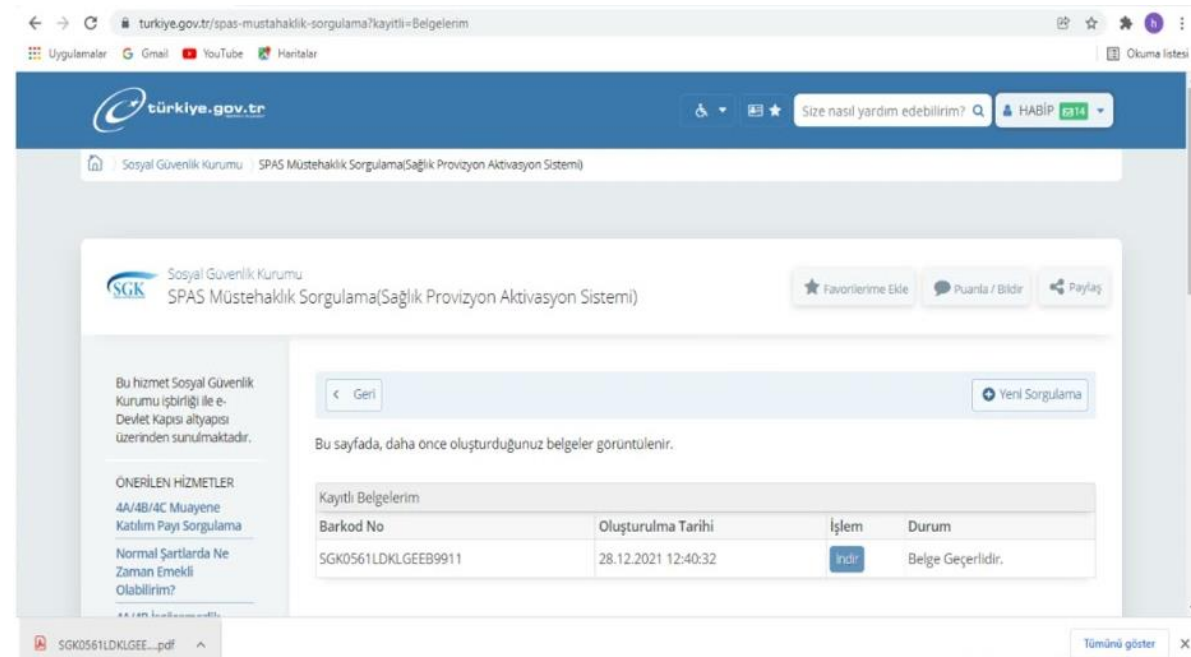 turkiye.gov.tr/spas-mustahaklik-sorgulama?kayitli=Belgelerim
Uygulamalar Gmail YouTube Haritalar Okuma listesi
türkiye.gov.tr
Size nasıl yardım edebilirim? HABİP 14
Sosyal Güvenlik Kurumu SPAS Müstehaklık Sorgulama(Sağlık Provizyon Aktivasyon Sistemi)
SGK
Sosyal Güvenlik Kurumu
SPAS Müstehaklık Sorgulama(Sağlık Provizyon Aktivasyon Sistemi)
Favorilerime Ekle Puanla / Bildir Paylaş
Bu hizmet Sosyal Güvenlik
Kurumu işbirliği ile e-
Devlet Kapısı altyapısı
üzerinden sunulmaktadır.
ÖNERİLEN HİZMETLER
4A/4B/4C Muayene
Katılım Payı Sorgulama
Normal Şartlarda Ne
Zaman Emekli
Olabilirim?
Geri Yeni Sorgulama
Bu sayfada, daha önce oluşturduğunuz belgeler görüntülenir.
Kayıtlı Belgelerim
Barkod No Oluşturulma Tarihi İşlem Durum
SGK0561LDKLGEEB9911 28.12.2021 12:40:32 İndir Belge Geçerlidir.
SGK0561LDKLGEE....pdf Tümünü göster